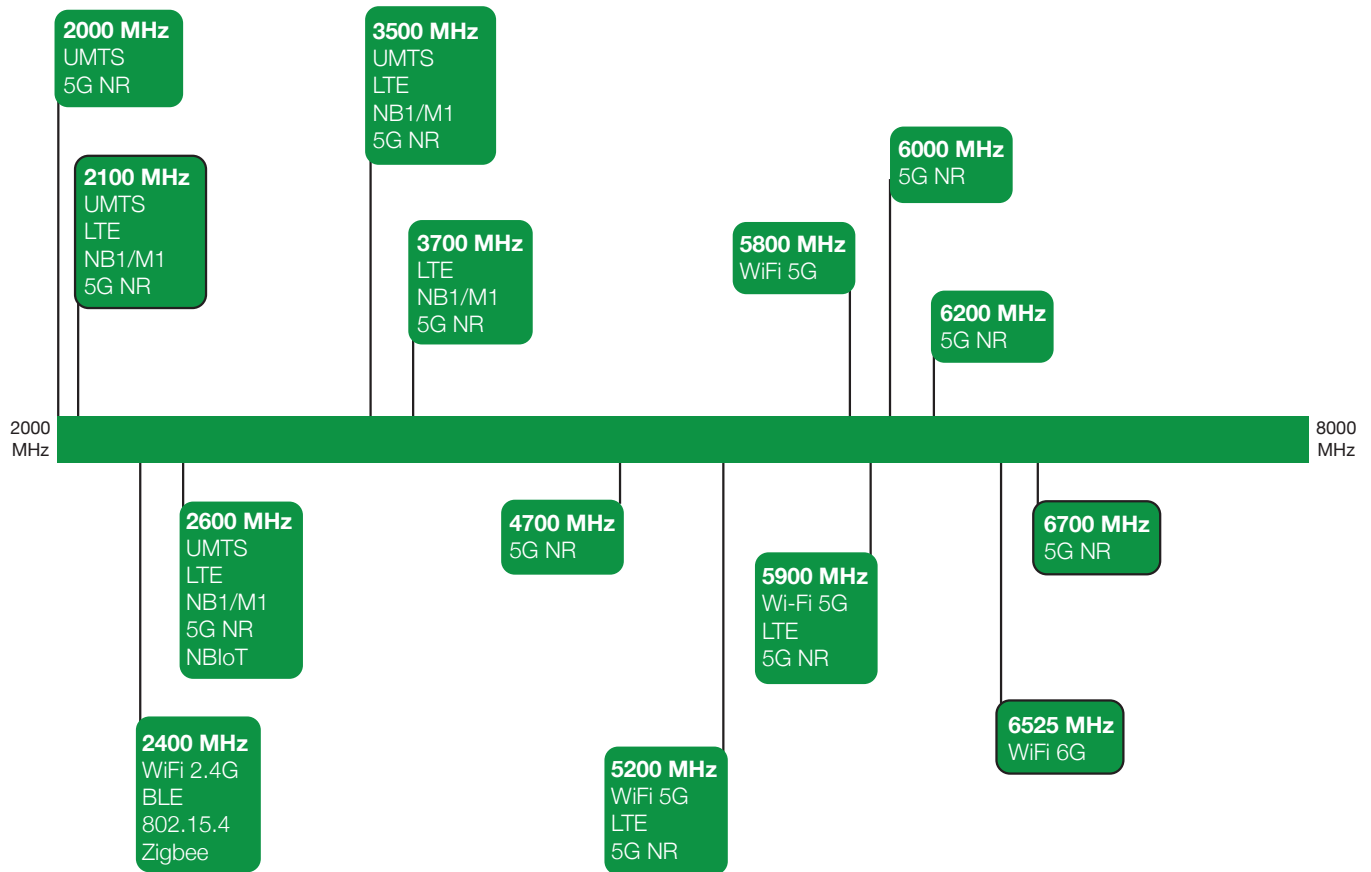 2000 MHz
UMTS
5G NR
2100 MHz
UMTS
LTE
NB1/M1
5G NR
3500 MHz
UMTS
LTE
NB1/M1
5G NR
3700 MHz
LTE
NB1/M1
5G NR
5800 MHz
WiFi 5G
6000 MHz
5G NR
6200 MHz
5G NR
2000
MHz
8000
MHz
2400 MHz
WiFi 2.4G
BLE
802.15.4
Zigbee
2600 MHz
UMTS
LTE
NB1/M1
5G NR
NBIoT
4700 MHz
5G NR
5200 MHz
WiFi 5G
LTE
5G NR
5900 MHz
Wi-Fi 5G
LTE
5G NR
6525 MHz
WiFi 6G
6700 MHz
5G NR